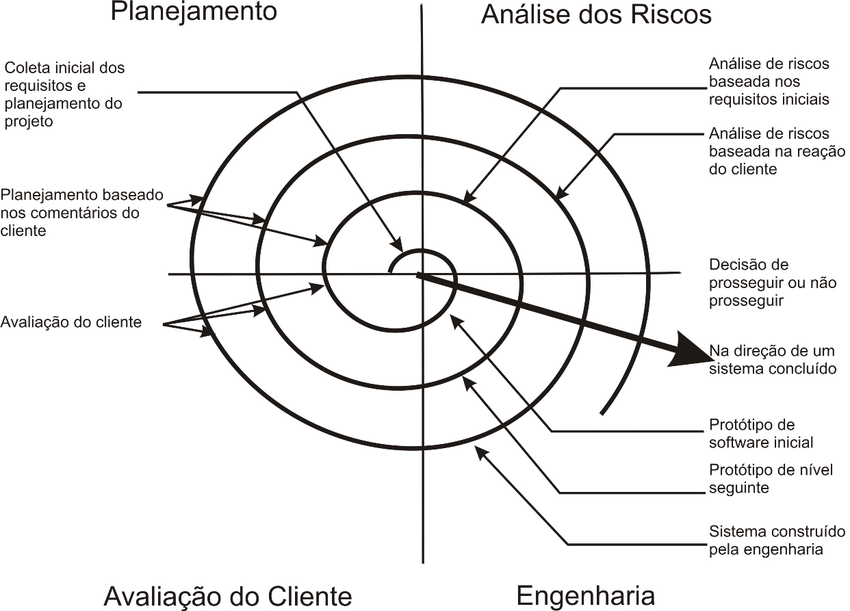 Planejamento
Análise dos Riscos
Coleta inicial dos
requisitos e
planejamento do
projeto
Análise de riscos
baseada nos
requisitos iniciais
Análise de riscos
baseada na reação
do cliente
Planejamento baseado
nos comentários do
cliente
Decisão de
prosseguir ou não
prosseguir
Avaliação do cliente
Na direção de um
sistema concluído
Protótipo de
software inicial
Protótipo de nível
seguinte
Sistema construído
pela engenharia
Avaliação do Cliente
Engenharia